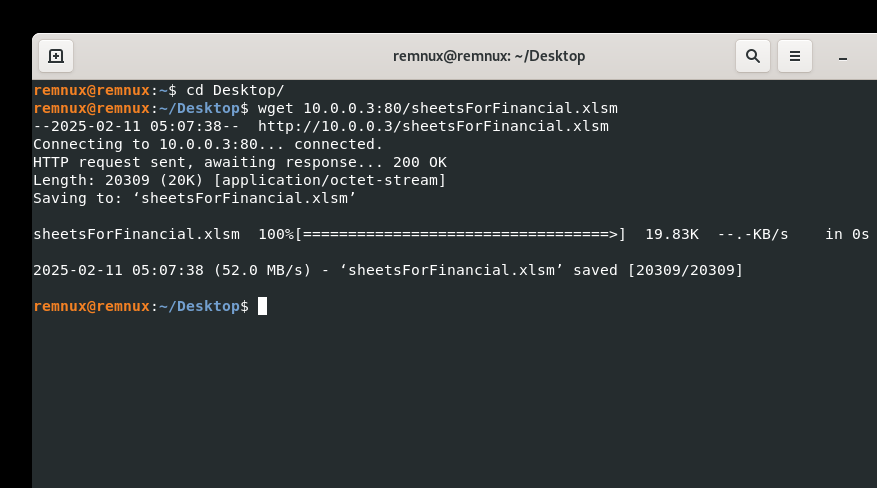 remnux@remnux: ~/Desktop
remnux@remnux:~$ cd Desktop/
remnux@remnux:~/Desktop$ wget 10.0.0.3:80/sheetsForFinancial.xlsm
--2025-02-11 05:07:38--  http://10.0.0.3/sheetsForFinancial.xlsm
Connecting to 10.0.0.3:80... connected.
HTTP request sent, awaiting response... 200 OK
Length: 20309 (20K) [application/octet-stream]
Saving to: ‘sheetsForFinancial.xlsm’
sheetsForFinancial.xlsm  100%[==================================>]  19.83K  --.-KB/s    in 0s
2025-02-11 05:07:38 (52.0 MB/s) - ‘sheetsForFinancial.xlsm’ saved [20309/20309]
remnux@remnux:~/Desktop$